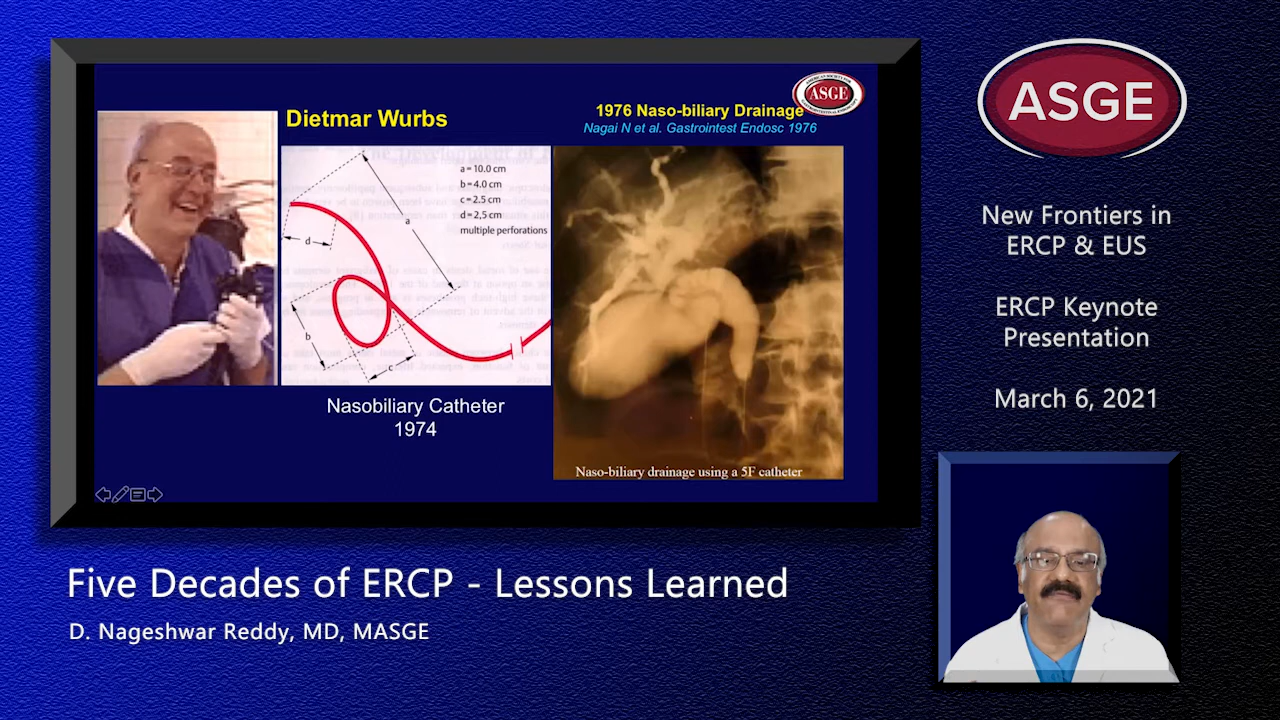 Dietmar Wurbs
a = 10.0 cm
b = 4.0 cm
c = 2.5 cm
d = 2,5 cm
multiple perforations
a
d
b
c
Nasobiliary Catheter
1974
ASGE
1976 Naso-biliary Drainage
Nagai N et al. Gastrointest Endosc 1976
Naso-biliary drainage using a 5F catheter
ASGE
New Frontiers in
ERCP & EUS
ERCP Keynote
Presentation
March 6, 2021
Five Decades of ERCP - Lessons Learned
D. Nageshwar Reddy, MD, MASGE